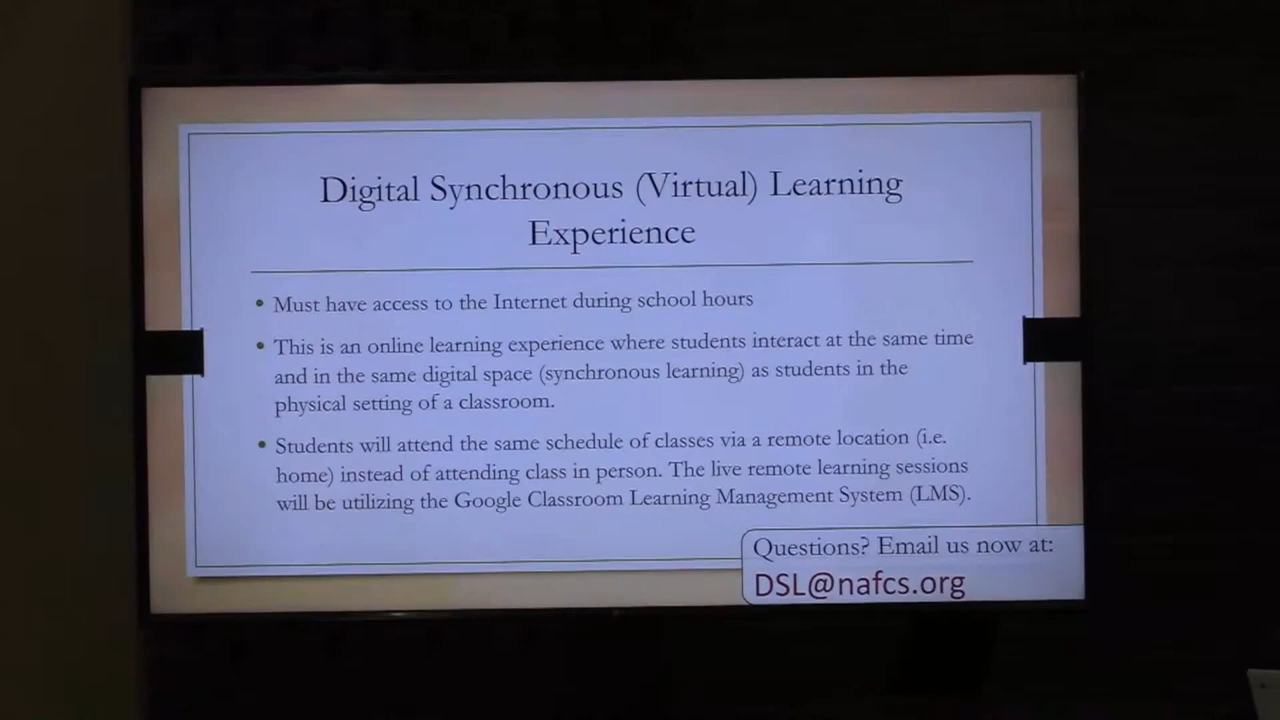 Digital Synchronous (Virtual) Learning
Experience
• Must have access to the Internet during school hours
• This is an online learning experience where students interact at the same time
and in the same digital space (synchronous learning) as students in the
physical setting of a classroom.
• Students will attend the same schedule of classes via a remote location (i.e.
home) instead of attending class in person. The live remote learning sessions
will be utilizing the Google Classroom Learning Management System (LMS).
Questions? Email us now at:
DSL@nafcs.org